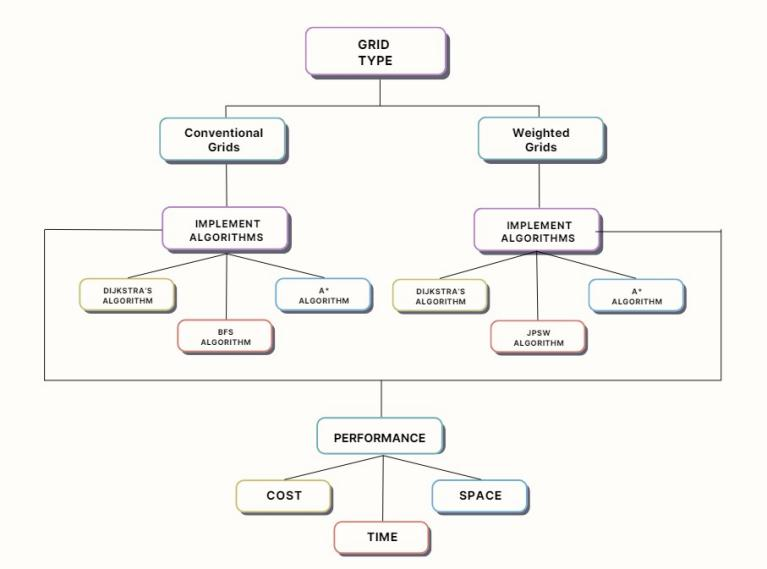 GRID
TYPE
Conventional
Grids
Weighted
Grids
IMPLEMENT
ALGORITHMS
IMPLEMENT
ALGORITHMS
DIJKSTRA'S
ALGORITHM
A*
ALGORITHM
DIJKSTRA'S
ALGORITHM
A*
ALGORITHM
BFS
ALGORITHM
JPSW
ALGORITHM
PERFORMANCE
COST
SPACE
TIME